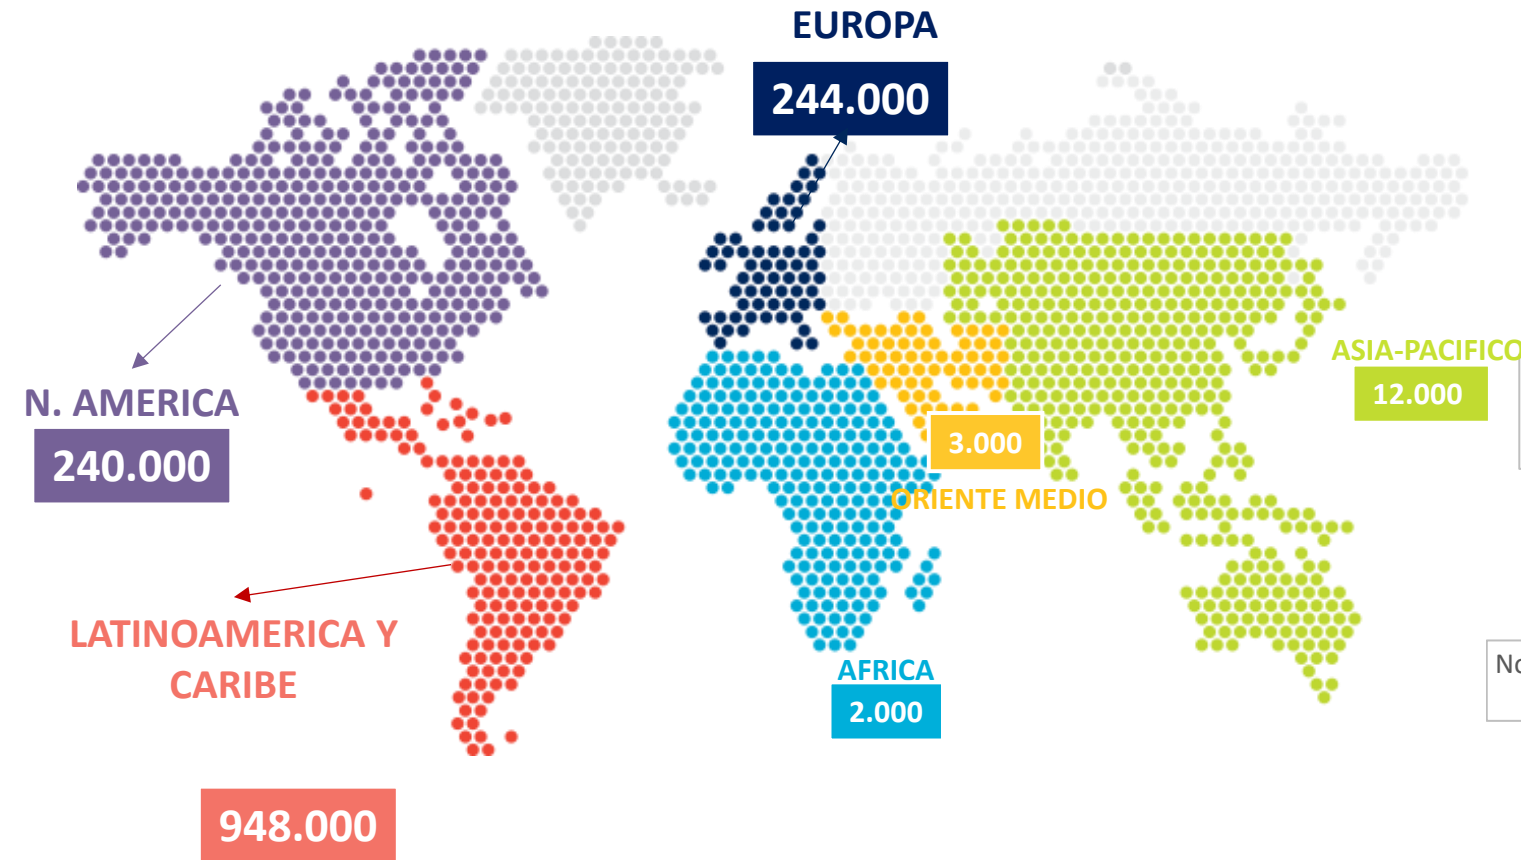 EUROPA
244.000
N. AMERICA
240.000
ASIA-PACIFICO
12.000
3.000
ORIENTE MEDIO
LATINOAMERICA Y
CARIBE
948.000
AFRICA
2.000